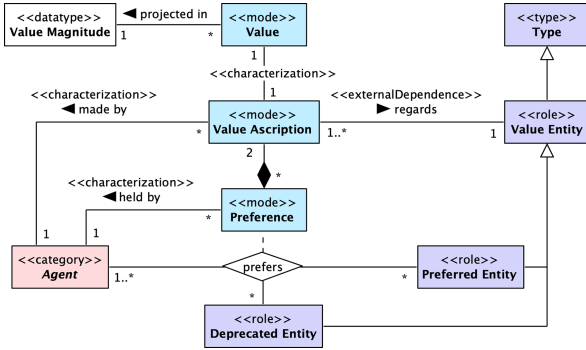 <<datatype>>
Value Magnitude
◀ projected in
1
*
<<mode>>
Value
<<type>>
Type
1
<<characterization>>
1
<<characterization>>
◀ made by
*
<<mode>>
Value Ascription
2
<<externalDependence>>
▶ regards
1..*
1
<<role>>
Value Entity
*
<<characterization>>
◀ held by
*
<<mode>>
Preference
1
1
<<category>>
Agent
1..*
prefers
*
*
<<role>>
Preferred Entity
<<role>>
Deprecated Entity